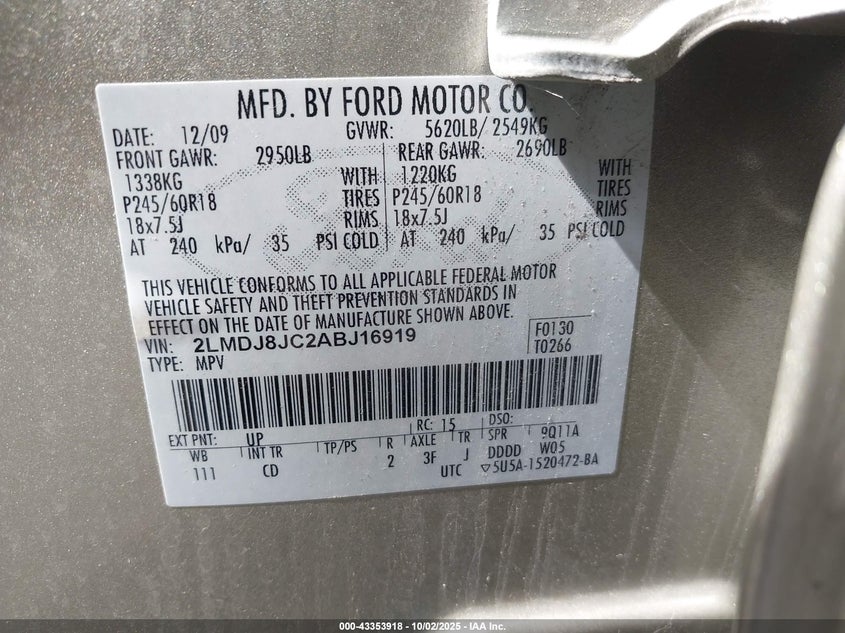 MFD. BY FORD MOTOR CO.
DATE: 12/09 GVWR: 5620LB/ 2549KG
FRONT GAWR: 2950LB REAR GAWR: 2690LB
1338KG WITH 1220KG WITH
P245/60R18 TIRES P245/60R18 TIRES
18x7.5J RIMS 18x7.5J RIMS
AT 240 kPa/ 35 PSI COLD AT 240 kPa/ 35 PSI COLD
THIS VEHICLE CONFORMS TO ALL APPLICABLE FEDERAL MOTOR
VEHICLE SAFETY AND THEFT PREVENTION STANDARDS IN
EFFECT ON THE DATE OF MANUFACTURE SHOWN ABOVE.
VIN: 2LMDJ8JC2ABJ16919 F0130
TYPE: MPV T0266
EXT PNT: UP RC: 15 DSO:
WB INT TR TP/PS R AXLE TR SPR 9Q11A
111 CD 2 3F J DDDD W05
UTC ▽5U5A-1520472-BA
000-43353918 - 10/02/2025 - IAA Inc.